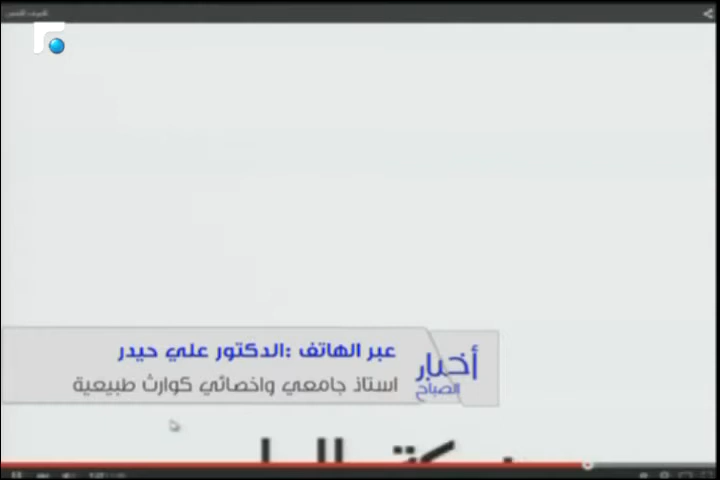 عبر الهاتف :الدكتور علي حيدر
استاذ جامعي واخصائي كوارث طبيعية
أخبار
الصباح